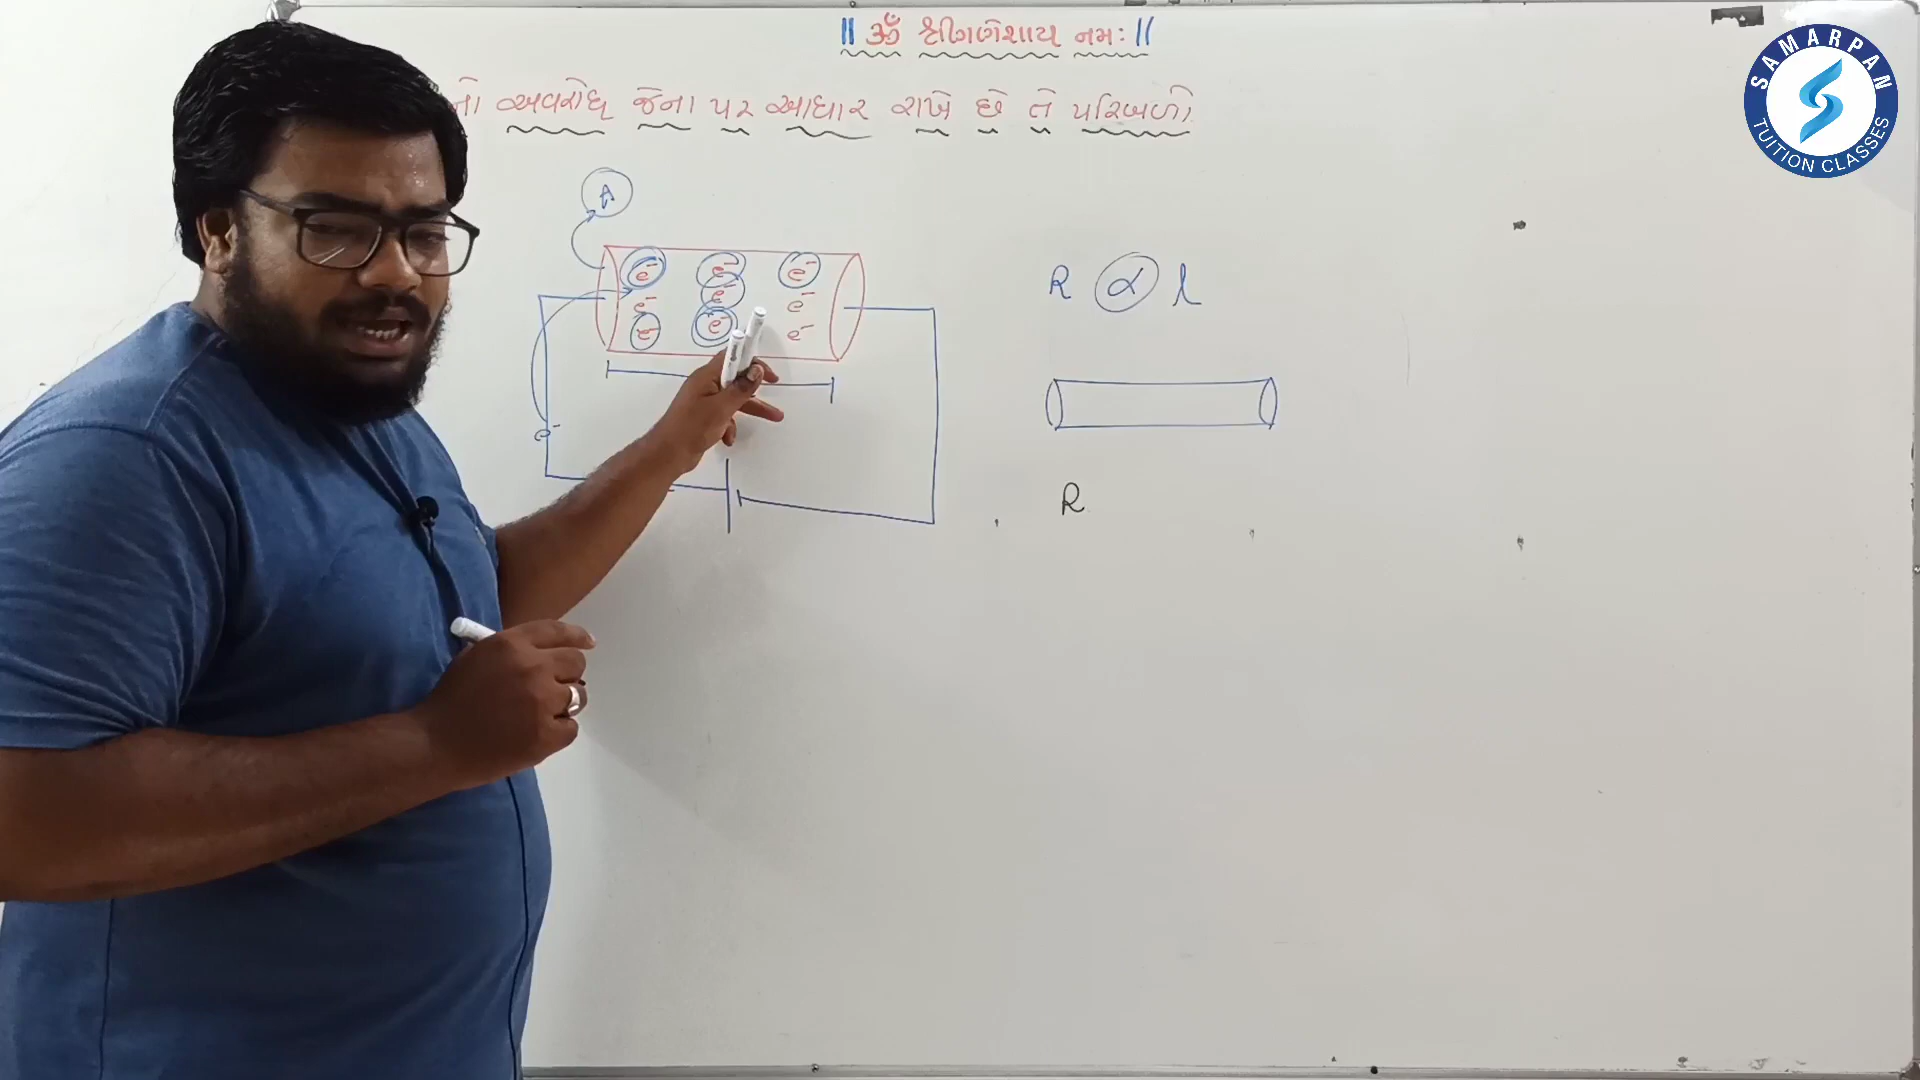 || ૐ શ્રી ગણેશાય નમઃ ||
નો અવરોધ જેના પર આધાર રાખે છે તે પરિબળો.
SAMARPAN
S
TUITION CLASSES
A
e⁻ e⁻ e⁻
e⁻ e⁻ e⁻
e⁻ e⁻ e⁻
R ∝ l
e⁻
R